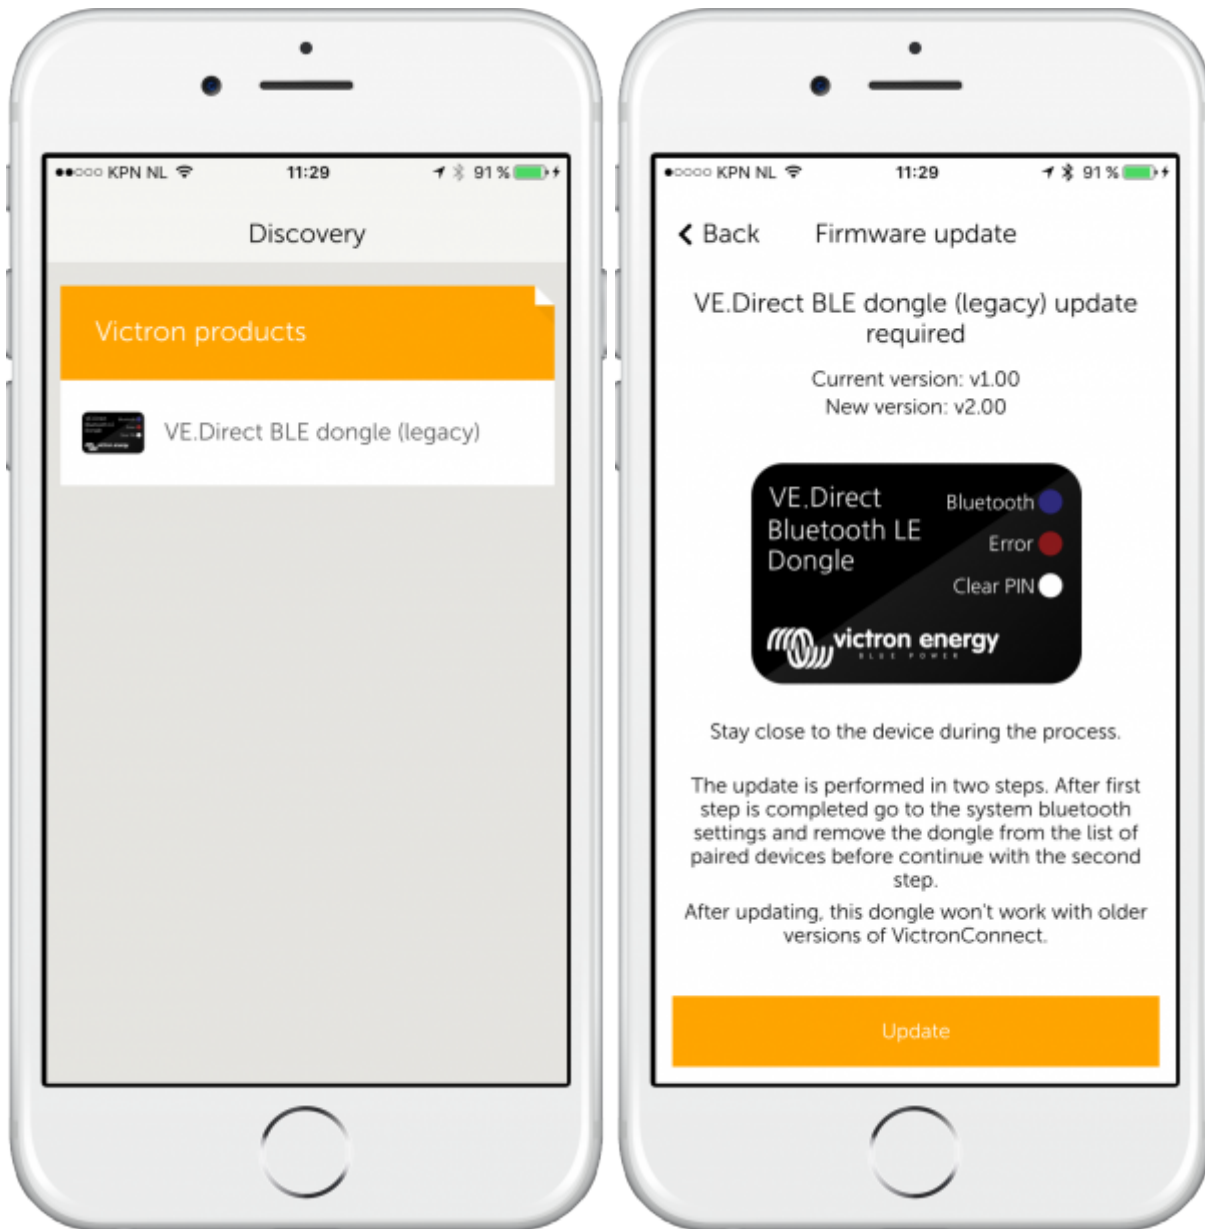 KPN NL
11:29
91 %
Discovery
Victron products
VE.Direct BLE dongle (legacy)
victron energy
KPN NL
11:29
91 %
Back
Firmware update
VE.Direct BLE dongle (legacy) update
required
Current version: v1.00
New version: v2.00
VE.Direct
Bluetooth LE
Dongle
Bluetooth
Error
Clear PIN
victron energy
BLUE POWER
Stay close to the device during the process.
The update is performed in two steps. After first
step is completed go to the system bluetooth
settings and remove the dongle from the list of
paired devices before continue with the second
step.
After updating, this dongle won't work with older
versions of VictronConnect.
Update